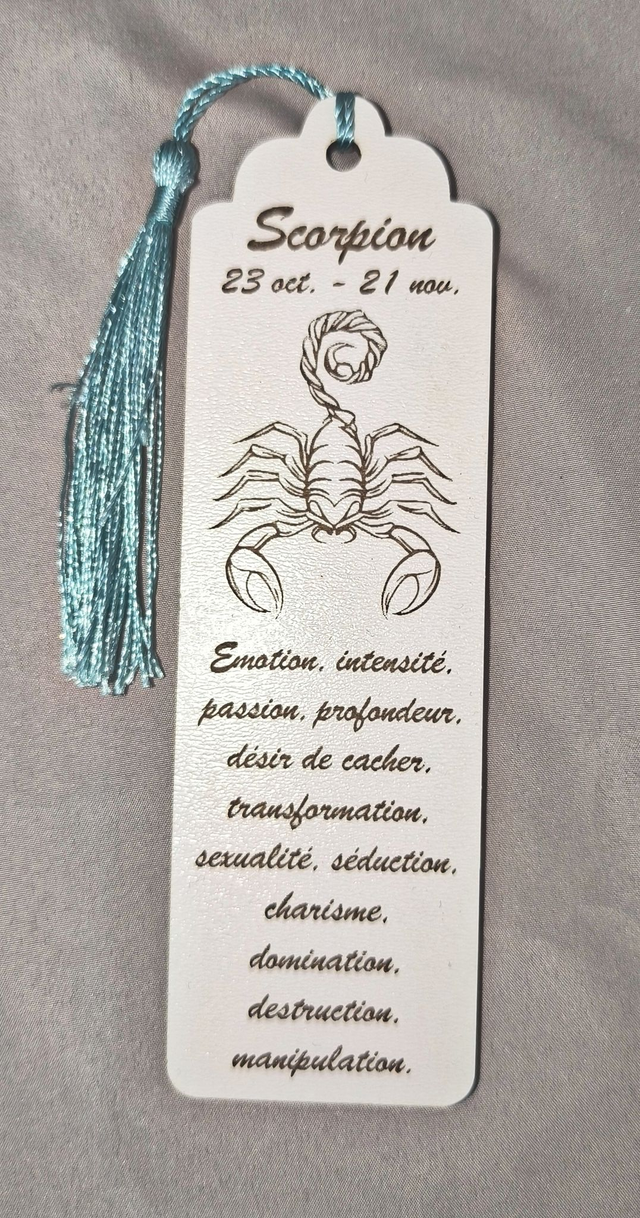 Scorpion
23 oct. - 21 nov.
Emotion, intensité,
passion, profondeur,
désir de cacher,
transformation,
sexualité, séduction,
charisme,
domination,
destruction,
manipulation.